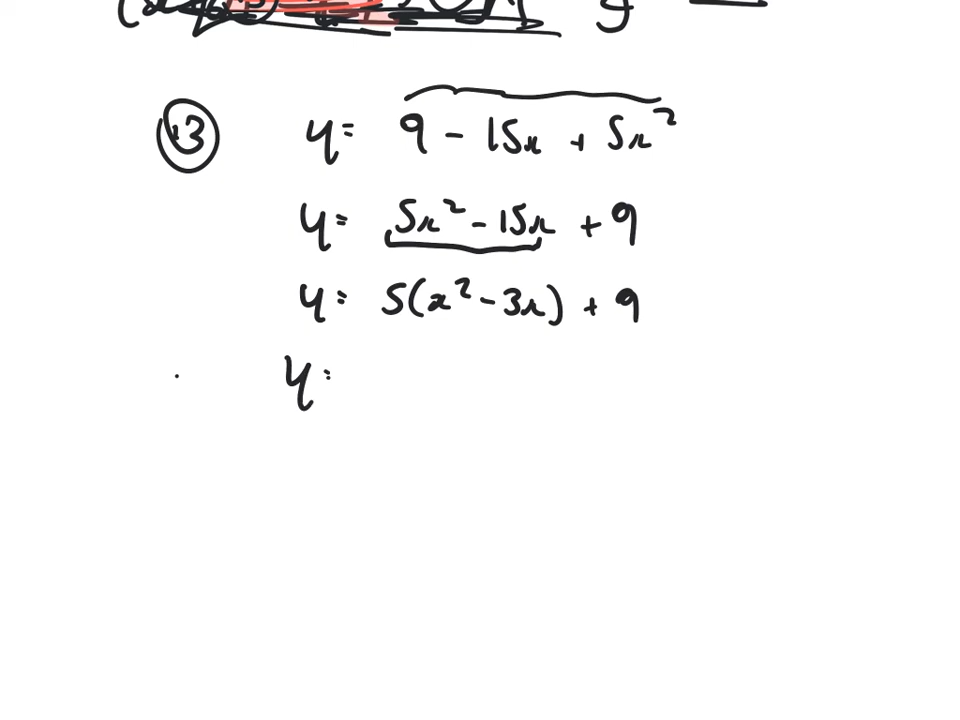 13 y = 9 - 15x + 5x²
y = 5x² - 15x + 9
y = 5(x² - 3x) + 9
y =